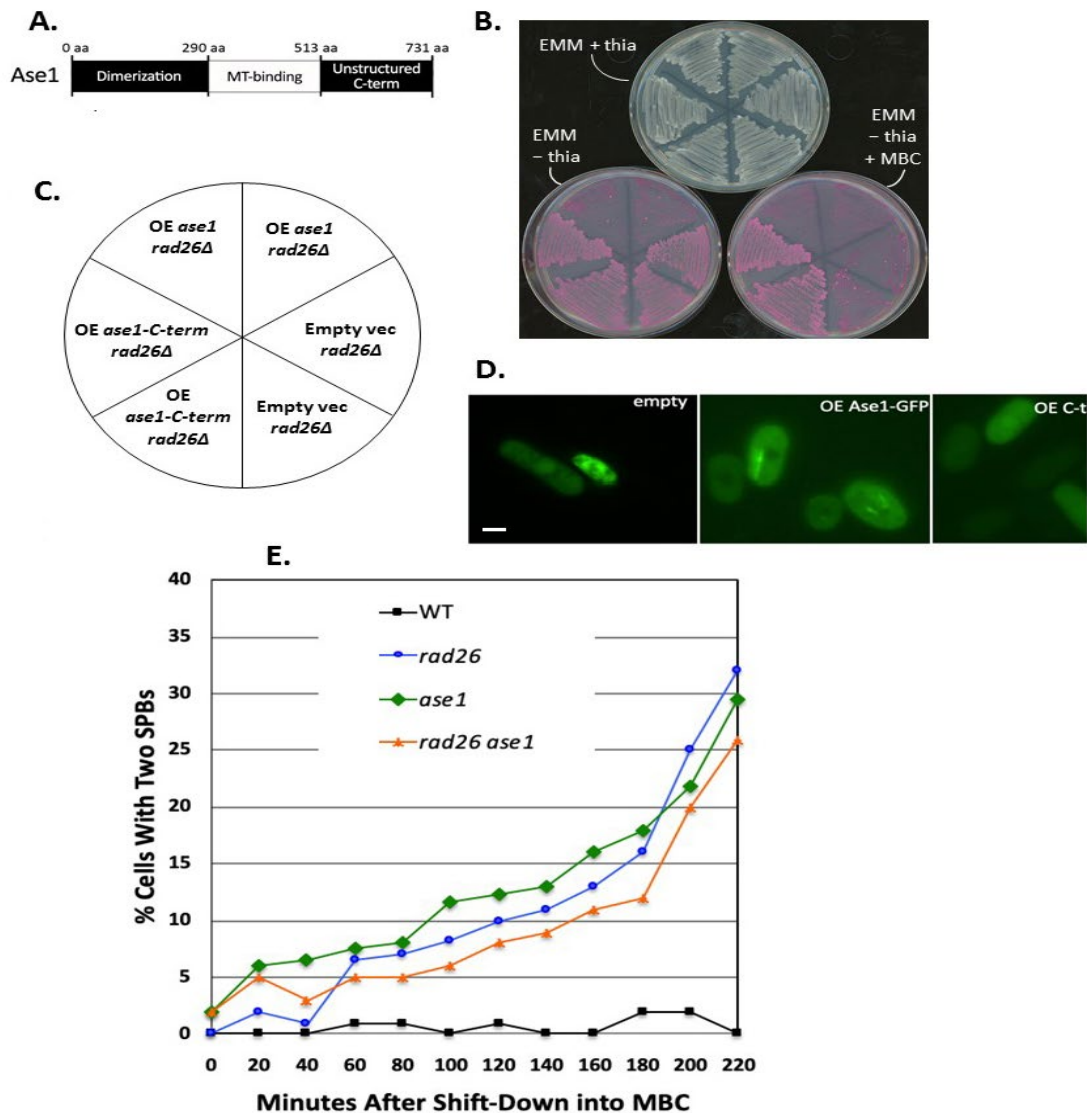 A.
0 aa 290 aa 513 aa 731 aa
Ase1
Dimerization
MT-binding
Unstructured
C-term
B.
EMM + thia
EMM
– thia
EMM
– thia
+ MBC
C.
OE ase1
rad26Δ
OE ase1
rad26Δ
OE ase1-C-term
rad26Δ
Empty vec
rad26Δ
OE
ase1-C-term
rad26Δ
Empty vec
rad26Δ
D.
empty
OE Ase1-GFP
OE C-t
E.
% Cells With Two SPBs
40
35
30
25
20
15
10
5
0
WT
rad26
ase1
rad26 ase1
0 20 40 60 80 100 120 140 160 180 200 220
Minutes After Shift-Down into MBC